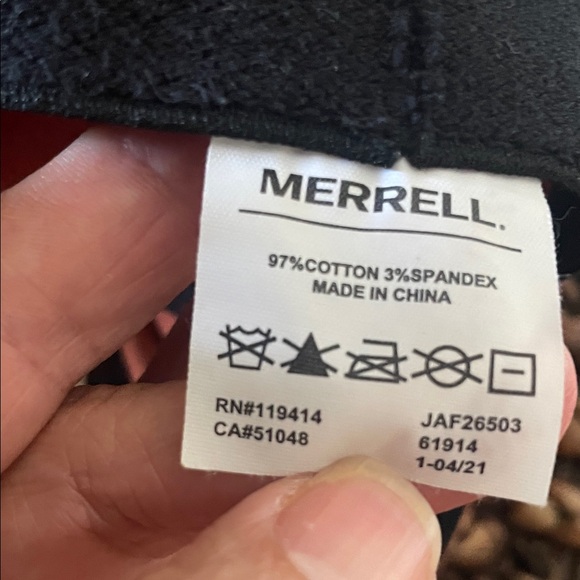 MERRELL.
97%COTTON 3%SPANDEX
MADE IN CHINA
RN#119414
CA#51048
JAF26503
61914
1-04/21